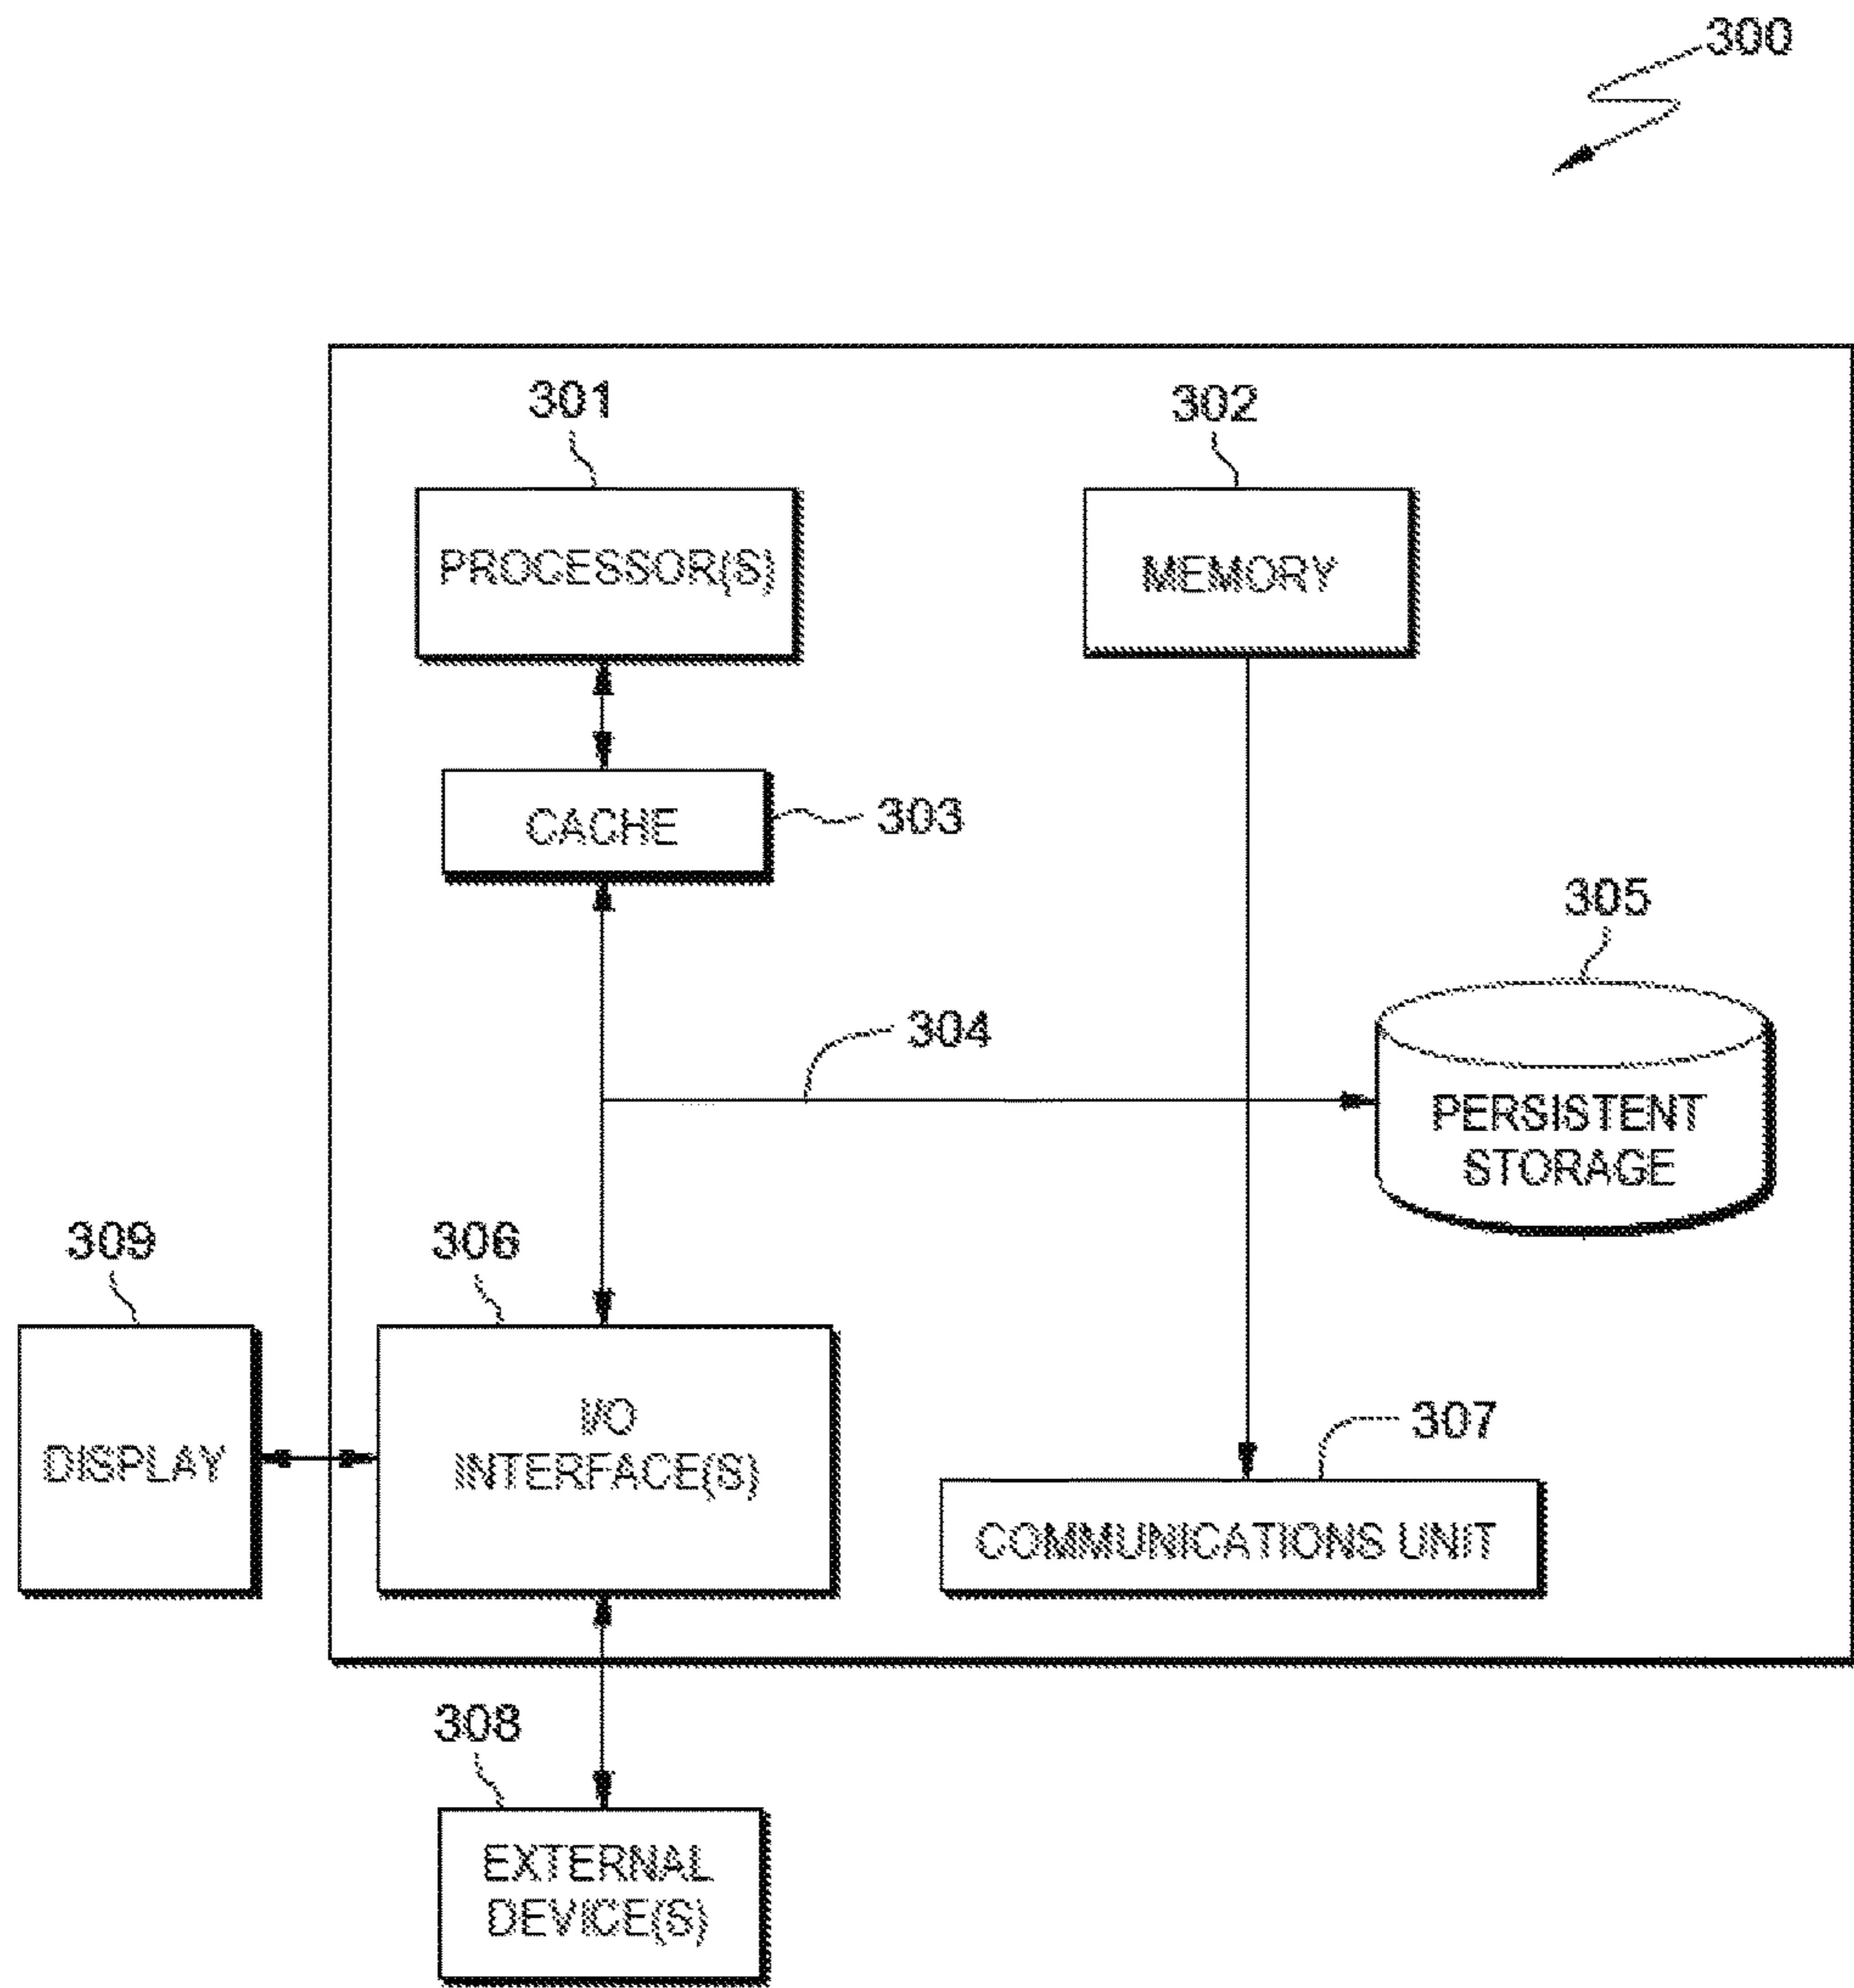 300
301
302
PROCESSOR(S)
MEMORY
CACHE
303
305
304
PERSISTENT
STORAGE
309
306
I/O
INTERFACE(S)
307
DISPLAY
COMMUNICATIONS UNIT
308
EXTERNAL
DEVICE(S)